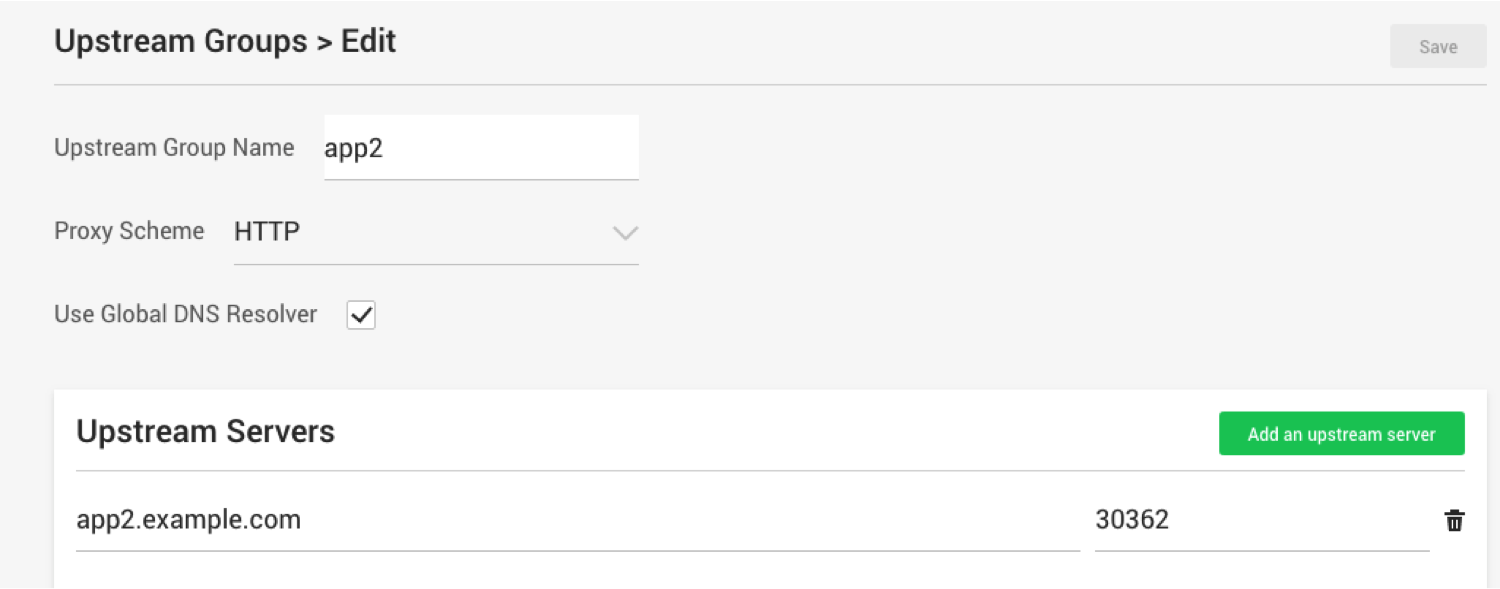 Upstream Groups > Edit
Save
Upstream Group Name app2
Proxy Scheme HTTP
Use Global DNS Resolver
Upstream Servers
Add an upstream server
app2.example.com 30362